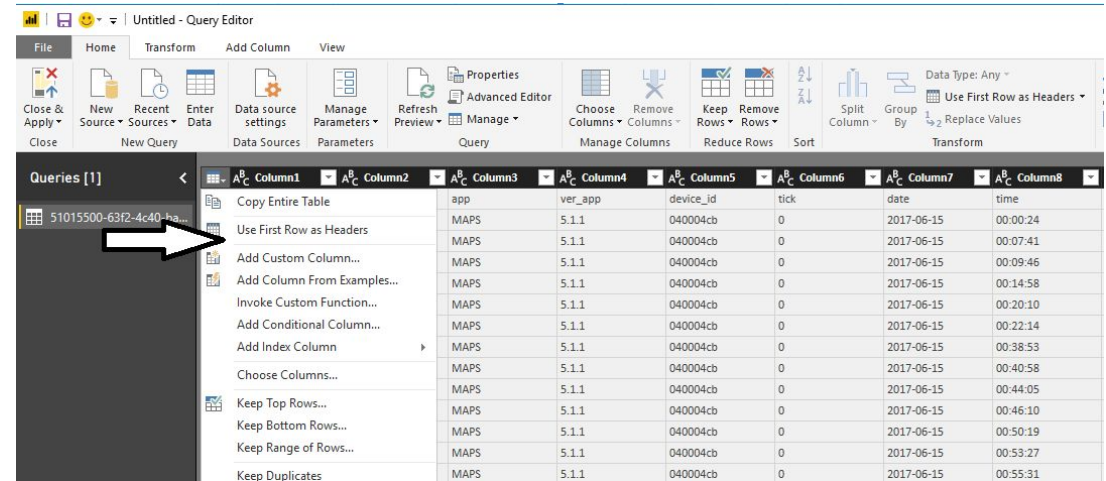 Untitled - Query Editor
File Home Transform Add Column View
Close & Apply
New Source
Recent Sources
Enter Data
Data source settings
Manage Parameters
Refresh Preview
Properties
Advanced Editor
Manage
Choose Columns
Remove Columns
Keep Rows
Remove Rows
Split Column
Group By
Data Type: Any
Use First Row as Headers
Replace Values
Close New Query Data Sources Parameters Query Manage Columns Reduce Rows Sort Transform
Queries [1]
51015500-63f2-4c40-ba...
Column1 Column2 Column3 Column4 Column5 Column6 Column7 Column8
Copy Entire Table
Use First Row as Headers
Add Custom Column...
Add Column From Examples...
Invoke Custom Function...
Add Conditional Column...
Add Index Column
Choose Columns...
Keep Top Rows...
Keep Bottom Rows...
Keep Range of Rows...
Keep Duplicates
app ver_app device_id tick date time
MAPS 5.1.1 040004cb 0 2017-06-15 00:00:24
MAPS 5.1.1 040004cb 0 2017-06-15 00:07:41
MAPS 5.1.1 040004cb 0 2017-06-15 00:09:46
MAPS 5.1.1 040004cb 0 2017-06-15 00:14:58
MAPS 5.1.1 040004cb 0 2017-06-15 00:20:10
MAPS 5.1.1 040004cb 0 2017-06-15 00:22:14
MAPS 5.1.1 040004cb 0 2017-06-15 00:38:53
MAPS 5.1.1 040004cb 0 2017-06-15 00:40:58
MAPS 5.1.1 040004cb 0 2017-06-15 00:44:05
MAPS 5.1.1 040004cb 0 2017-06-15 00:46:10
MAPS 5.1.1 040004cb 0 2017-06-15 00:50:19
MAPS 5.1.1 040004cb 0 2017-06-15 00:53:27
MAPS 5.1.1 040004cb 0 2017-06-15 00:55:31